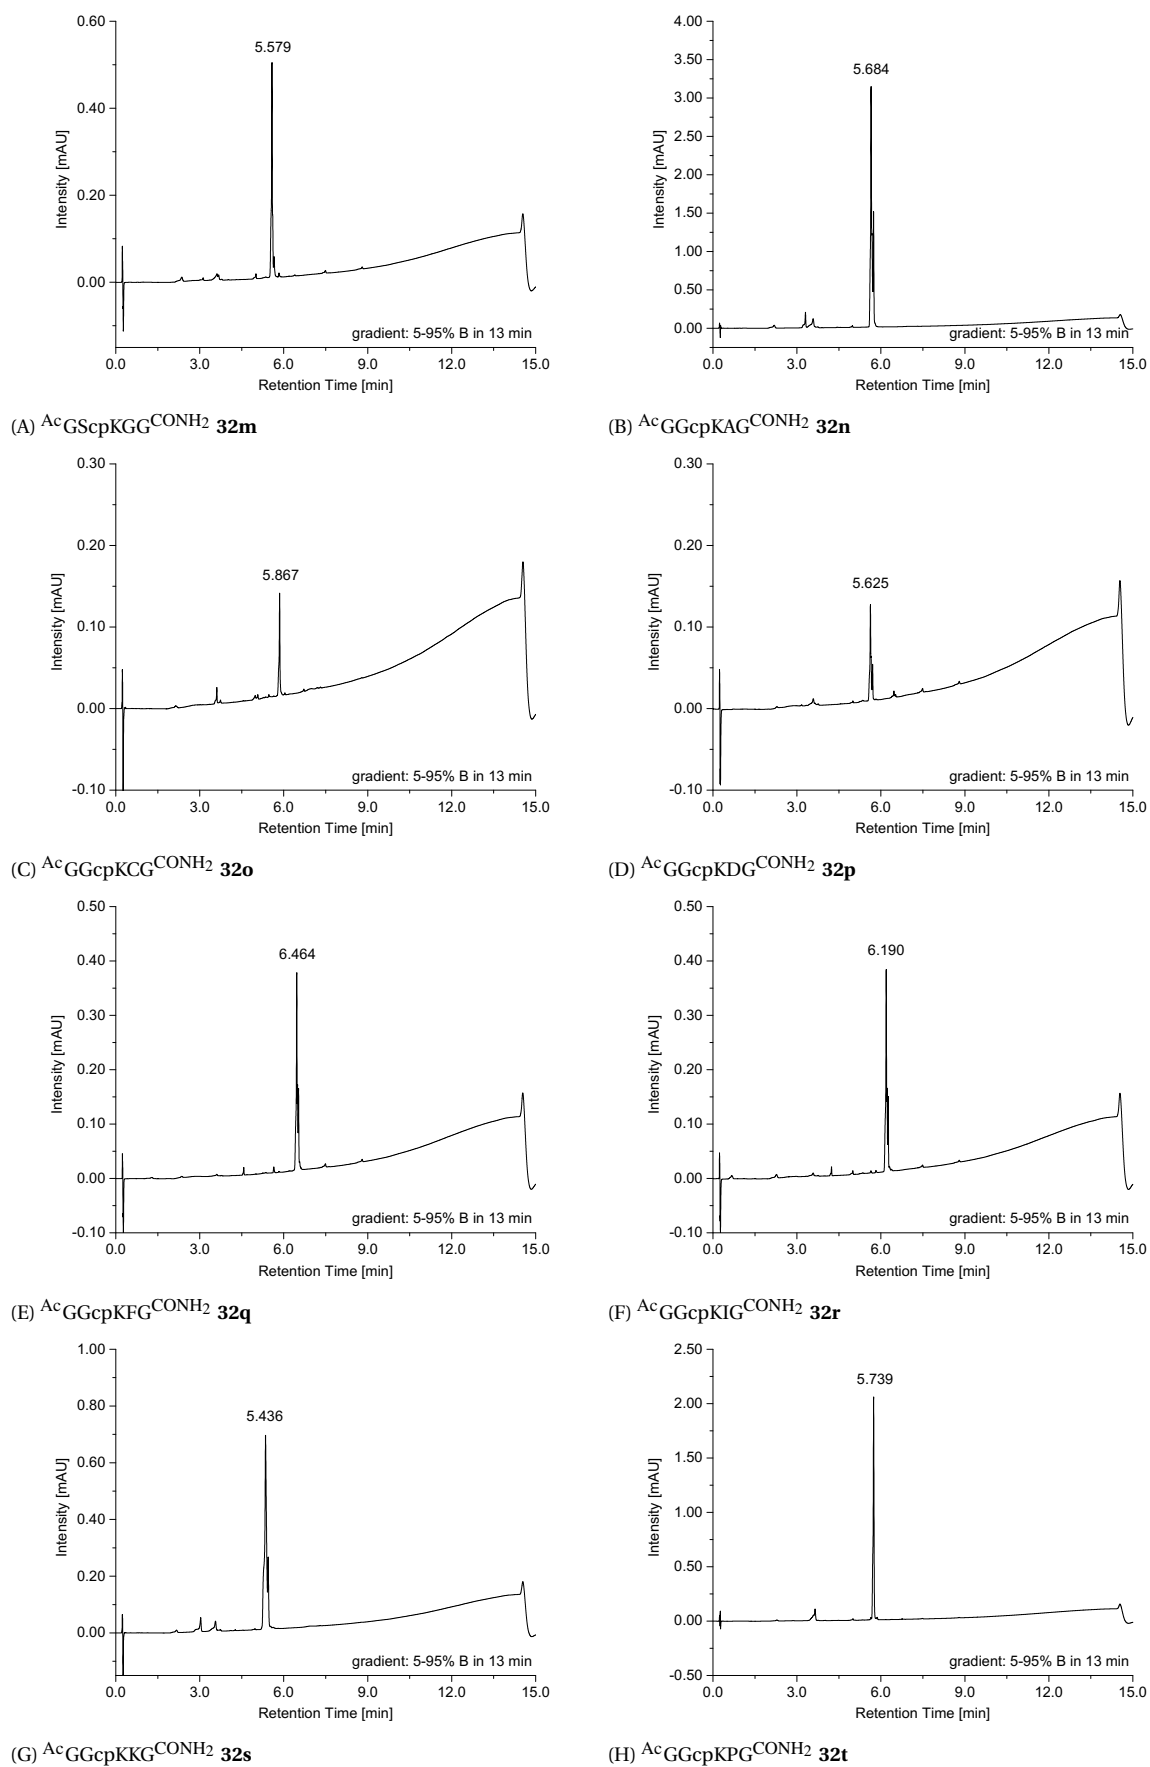 0.60
0.40
0.20
0.00
Intensity [mAU]
5.579
gradient: 5-95% B in 13 min
0.0 3.0 6.0 9.0 12.0 15.0
Retention Time [min]
(A) AcGScpKGGCONH2 32m
4.00
3.50
3.00
2.50
2.00
1.50
1.00
0.50
0.00
Intensity [mAU]
5.684
gradient: 5-95% B in 13 min
0.0 3.0 6.0 9.0 12.0 15.0
Retention Time [min]
(B) AcGGcpKAGCONH2 32n
0.30
0.20
0.10
0.00
-0.10
Intensity [mAU]
5.867
gradient: 5-95% B in 13 min
0.0 3.0 6.0 9.0 12.0 15.0
Retention Time [min]
(C) AcGGcpKCGCONH2 32o
0.30
0.20
0.10
0.00
-0.10
Intensity [mAU]
5.625
gradient: 5-95% B in 13 min
0.0 3.0 6.0 9.0 12.0 15.0
Retention Time [min]
(D) AcGGcpKDGCONH2 32p
0.50
0.40
0.30
0.20
0.10
0.00
-0.10
Intensity [mAU]
6.464
gradient: 5-95% B in 13 min
0.0 3.0 6.0 9.0 12.0 15.0
Retention Time [min]
(E) AcGGcpKFGCONH2 32q
0.50
0.40
0.30
0.20
0.10
0.00
-0.10
Intensity [mAU]
6.190
gradient: 5-95% B in 13 min
0.0 3.0 6.0 9.0 12.0 15.0
Retention Time [min]
(F) AcGGcpKIGCONH2 32r
1.00
0.80
0.60
0.40
0.20
0.00
Intensity [mAU]
5.436
gradient: 5-95% B in 13 min
0.0 3.0 6.0 9.0 12.0 15.0
Retention Time [min]
(G) AcGGcpKKGCONH2 32s
2.50
2.00
1.50
1.00
0.50
0.00
-0.50
Intensity [mAU]
5.739
gradient: 5-95% B in 13 min
0.0 3.0 6.0 9.0 12.0 15.0
Retention Time [min]
(H) AcGGcpKPGCONH2 32t